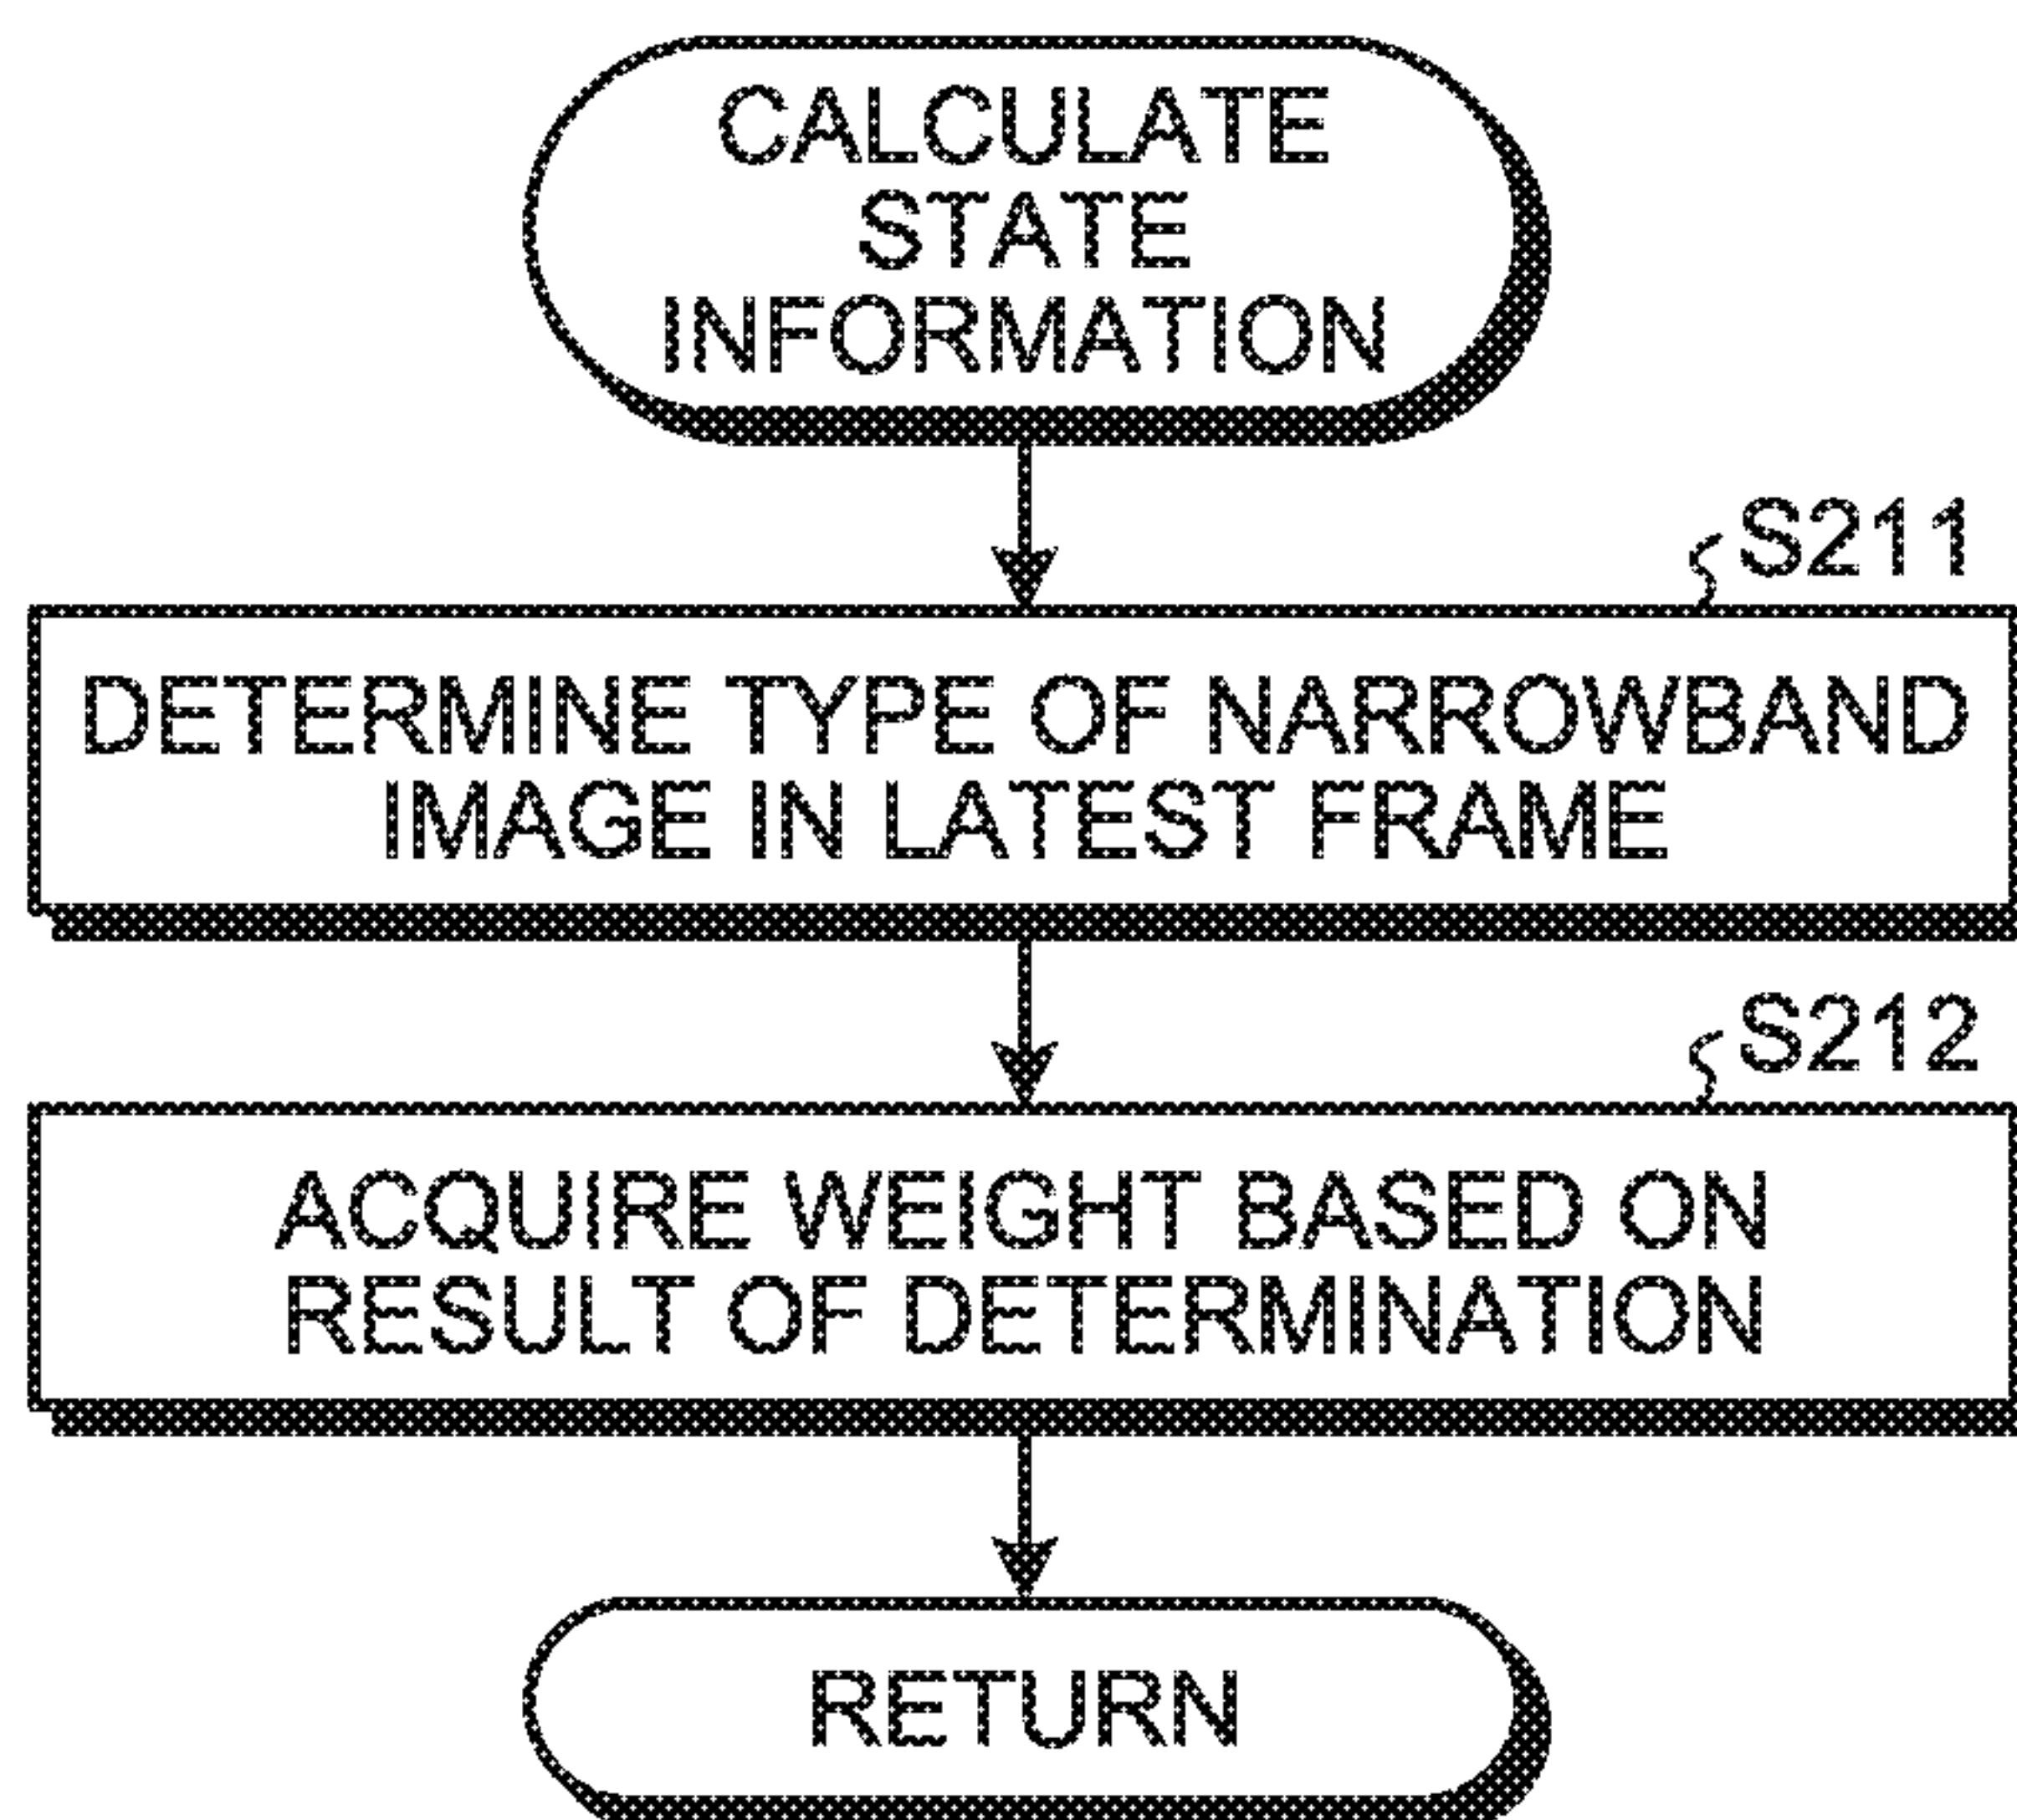 CALCULATE
STATE
INFORMATION
S211
DETERMINE TYPE OF NARROWBAND
IMAGE IN LATEST FRAME
S212
ACQUIRE WEIGHT BASED ON
RESULT OF DETERMINATION
RETURN